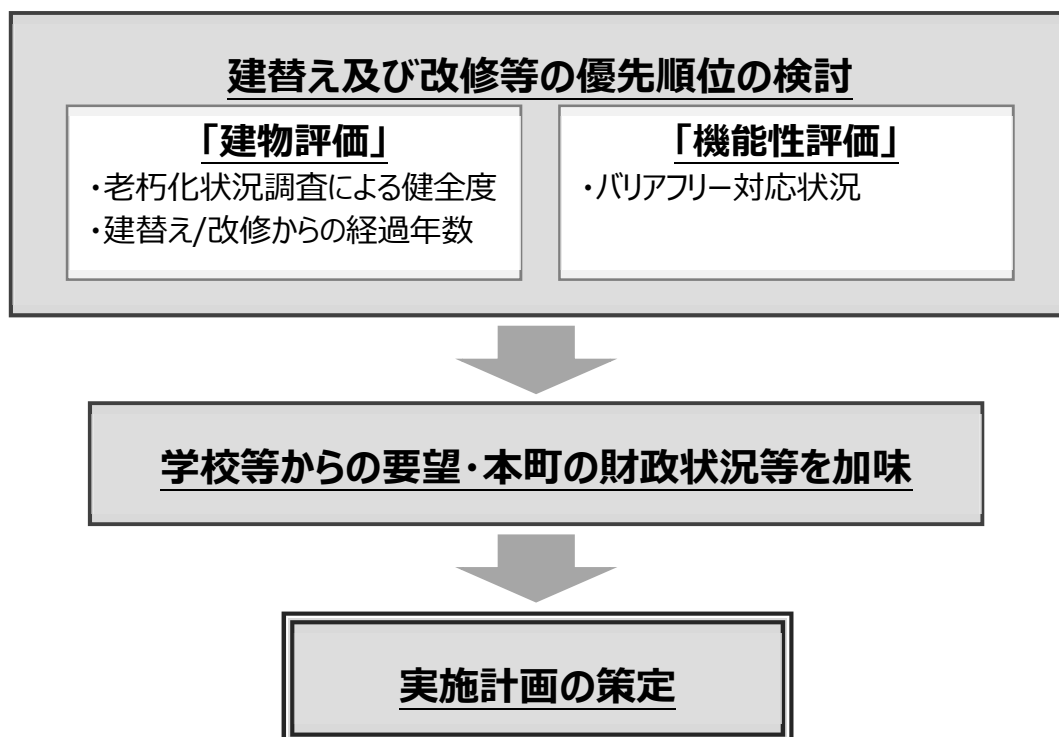 建替え及び改修等の優先順位の検討
「建物評価」
・老朽化状況調査による健全度
・建替え/改修からの経過年数
「機能性評価」
・バリアフリー対応状況
学校等からの要望・本町の財政状況等を加味
実施計画の策定